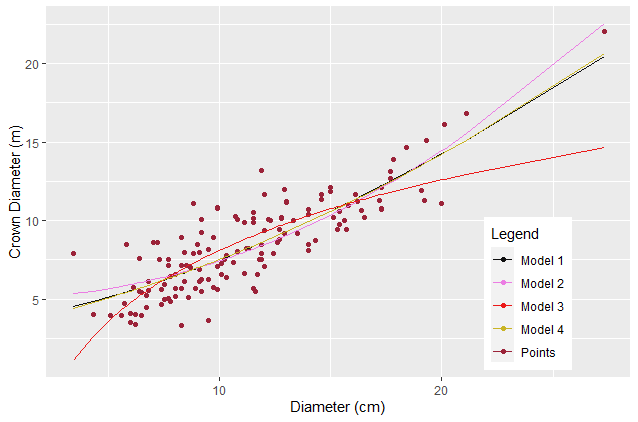 20
15
10
5
Crown Diameter (m)
10
20
Diameter (cm)
Legend
Model 1
Model 2
Model 3
Model 4
Points